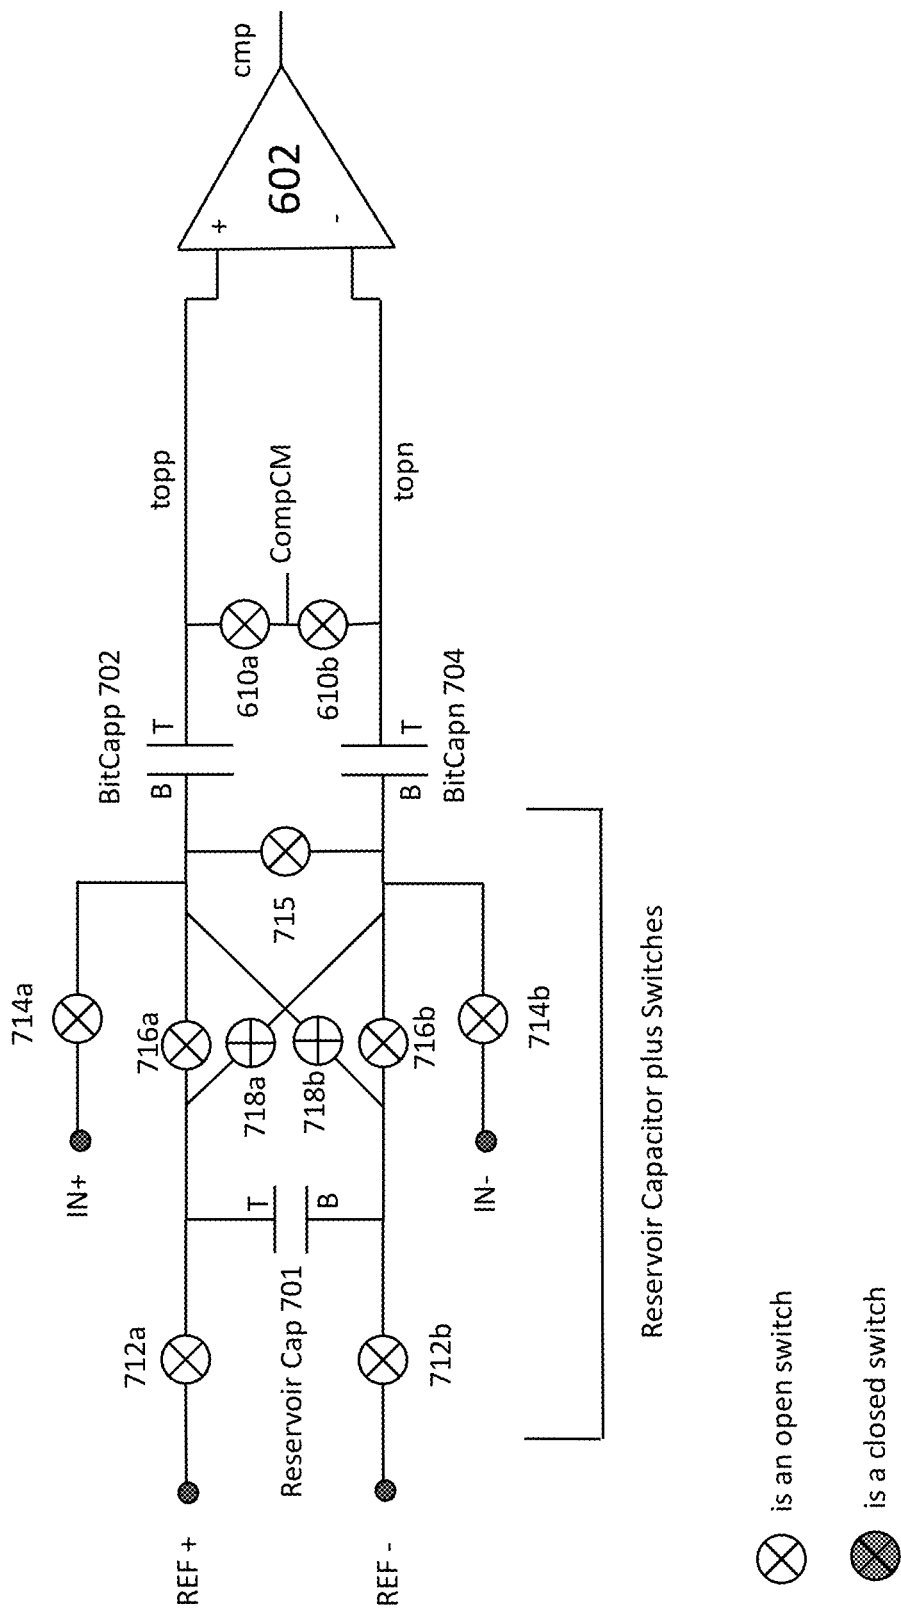 REF +
REF -
712a
712b
Reservoir Cap 701
T
B
IN+
IN-
714a
714b
716a
716b
718a
718b
715
BitCapp 702
B
T
BitCapn 704
B
T
610a
610b
CompCM
topp
topn
+
-
602
cmp
Reservoir Capacitor plus Switches
is an open switch
is a closed switch